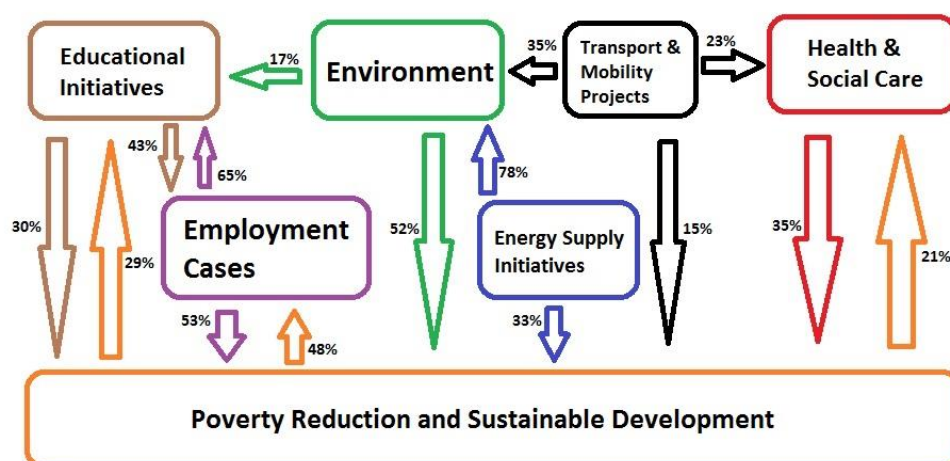 Educational
Initiatives
17%
Environment
35%
Transport &
Mobility
Projects
23%
Health &
Social Care
43%
65%
78%
30%
29%
Employment
Cases
52%
Energy Supply
Initiatives
15%
35%
21%
53%
48%
33%
Poverty Reduction and Sustainable Development